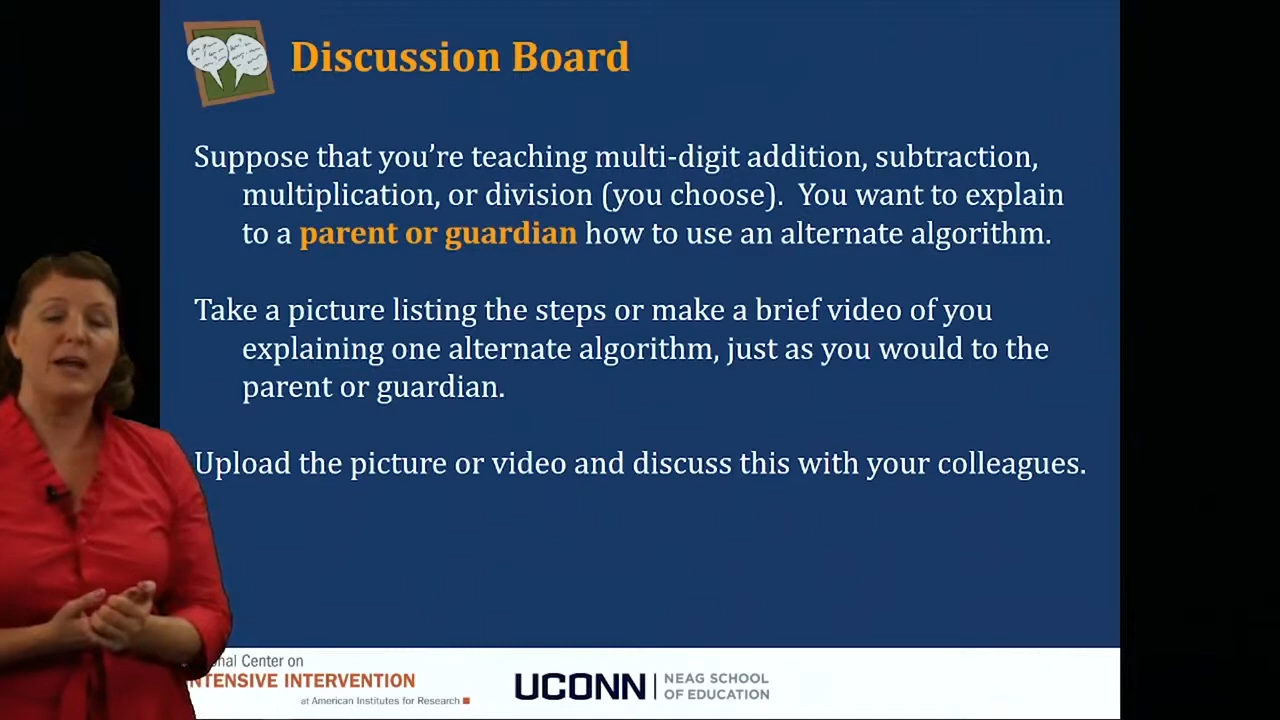 Discussion Board
Suppose that you’re teaching multi-digit addition, subtraction,
multiplication, or division (you choose).  You want to explain
to a parent or guardian how to use an alternate algorithm.
Take a picture listing the steps or make a brief video of you
explaining one alternate algorithm, just as you would to the
parent or guardian.
Upload the picture or video and discuss this with your colleagues.
Center on
INTENSIVE INTERVENTION
at American Institutes for Research
UCONN
NEAG SCHOOL
OF EDUCATION